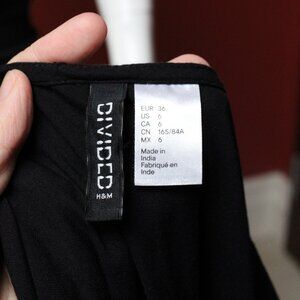 DIVIDED
H&M
EUR 36
US 6
CA 6
CN 165/84A
MX 6
Made in
India
Fabriqué en
Inde